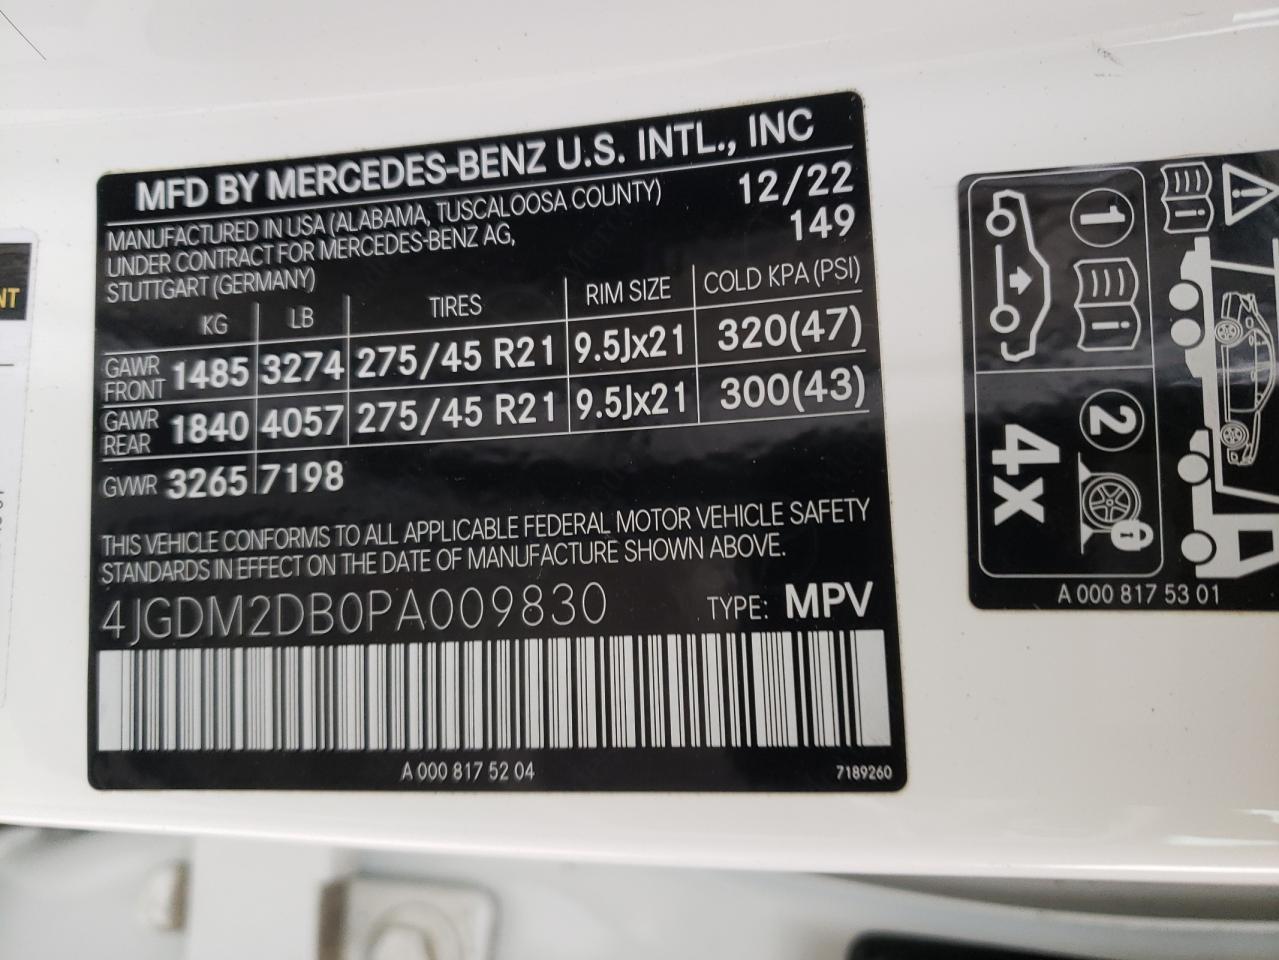 MFD BY MERCEDES-BENZ U.S. INTL., INC
MANUFACTURED IN USA (ALABAMA, TUSCALOOSA COUNTY) 12/22
UNDER CONTRACT FOR MERCEDES-BENZ AG, 149
STUTTGART (GERMANY)
KG LB TIRES RIM SIZE COLD KPA (PSI)
GAWR FRONT 1485 3274 275/45 R21 9.5Jx21 320(47)
GAWR REAR 1840 4057 275/45 R21 9.5Jx21 300(43)
GVWR 3265 7198
THIS VEHICLE CONFORMS TO ALL APPLICABLE FEDERAL MOTOR VEHICLE SAFETY
STANDARDS IN EFFECT ON THE DATE OF MANUFACTURE SHOWN ABOVE.
4JGDM2DB0PA009830 TYPE: MPV
A 000 817 52 04 7189260
1
2
4x
A 000 817 53 01